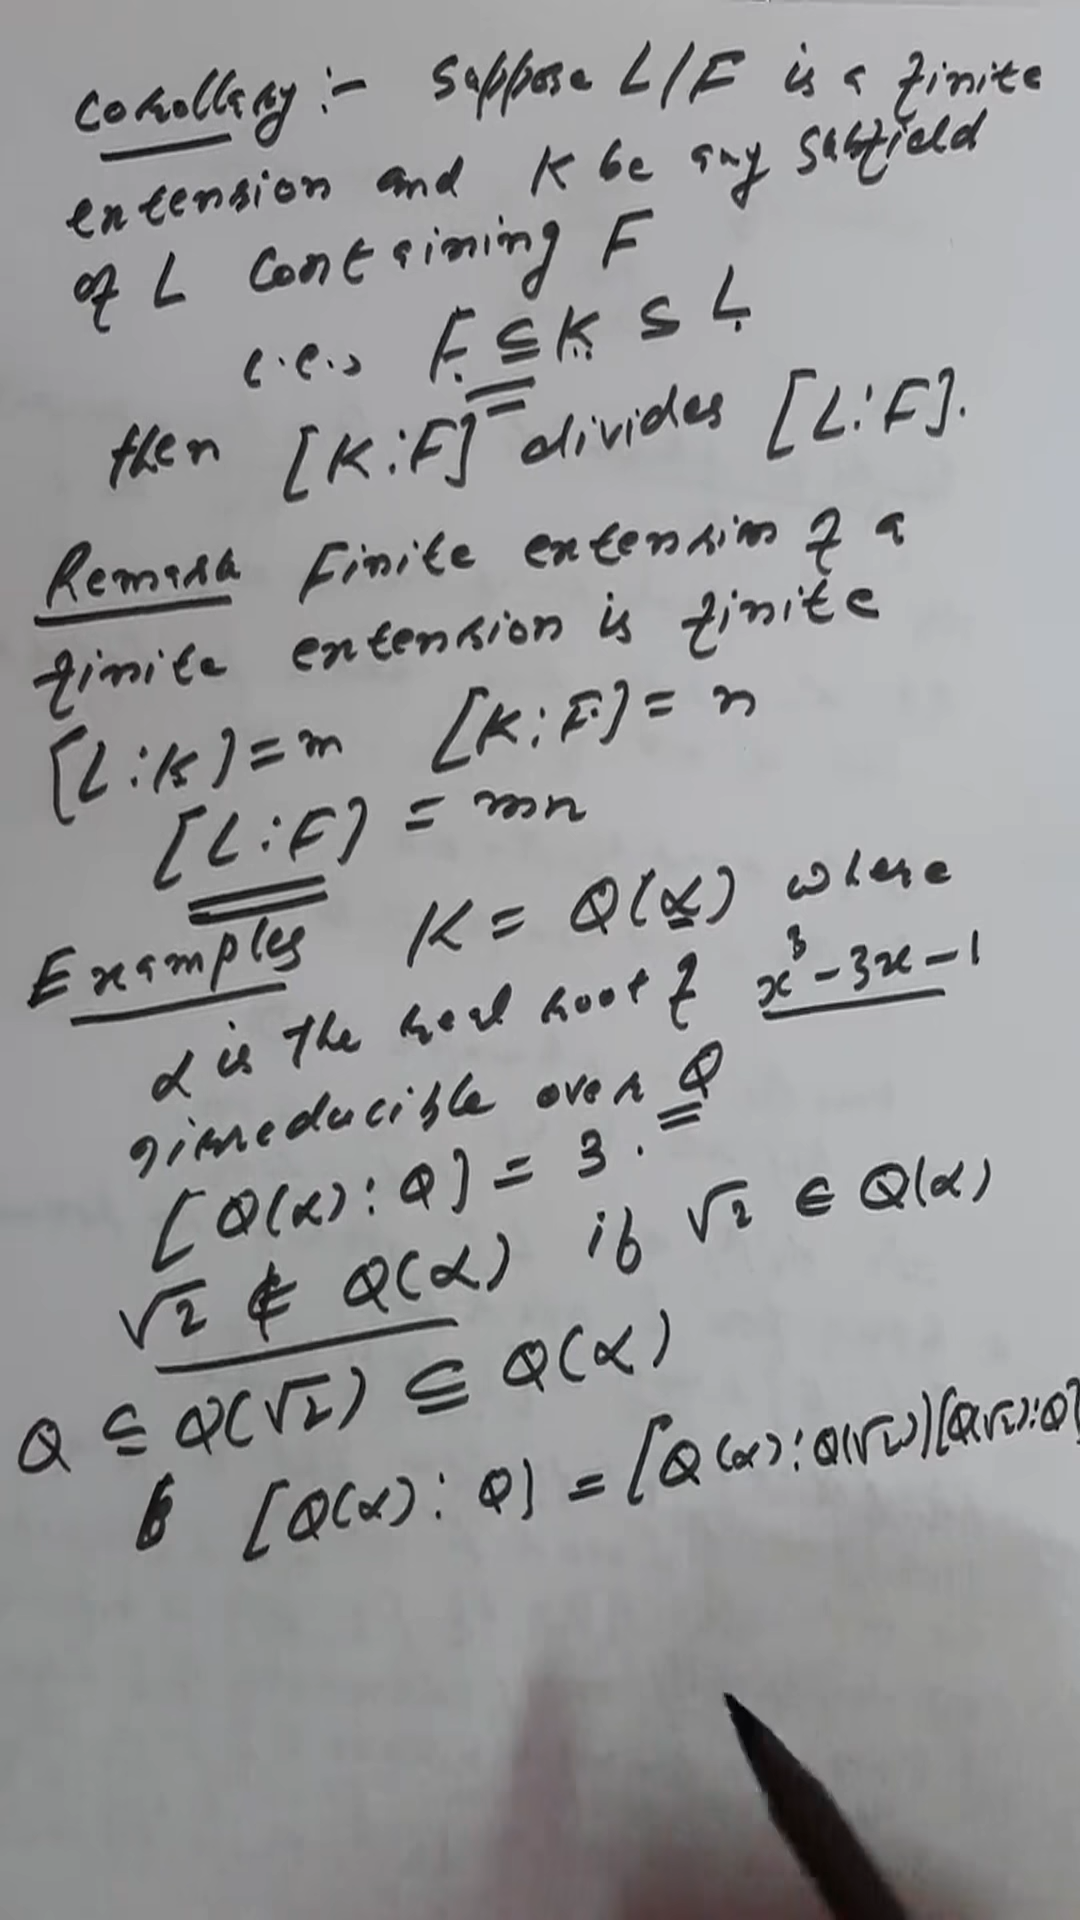 Corollary :- Suppose L/F is a finite
extension and K be any subfield
of L containing F
i.e., F ⊆ K ⊆ L
then [K:F] divides [L:F].
Remark Finite extension of a
finite extension is finite
[L:K] = m [K:F] = n
[L:F] = mn
Examples K = Q(α) where
α is the real root of x³-3x-1
irreducible over Q
[Q(α):Q] = 3.
√2 ∉ Q(α) if √2 ∈ Q(α)
Q ⊆ Q(√2) ⊆ Q(α)
[Q(α):Q] = [Q(α):Q(√2)][Q(√2):Q]